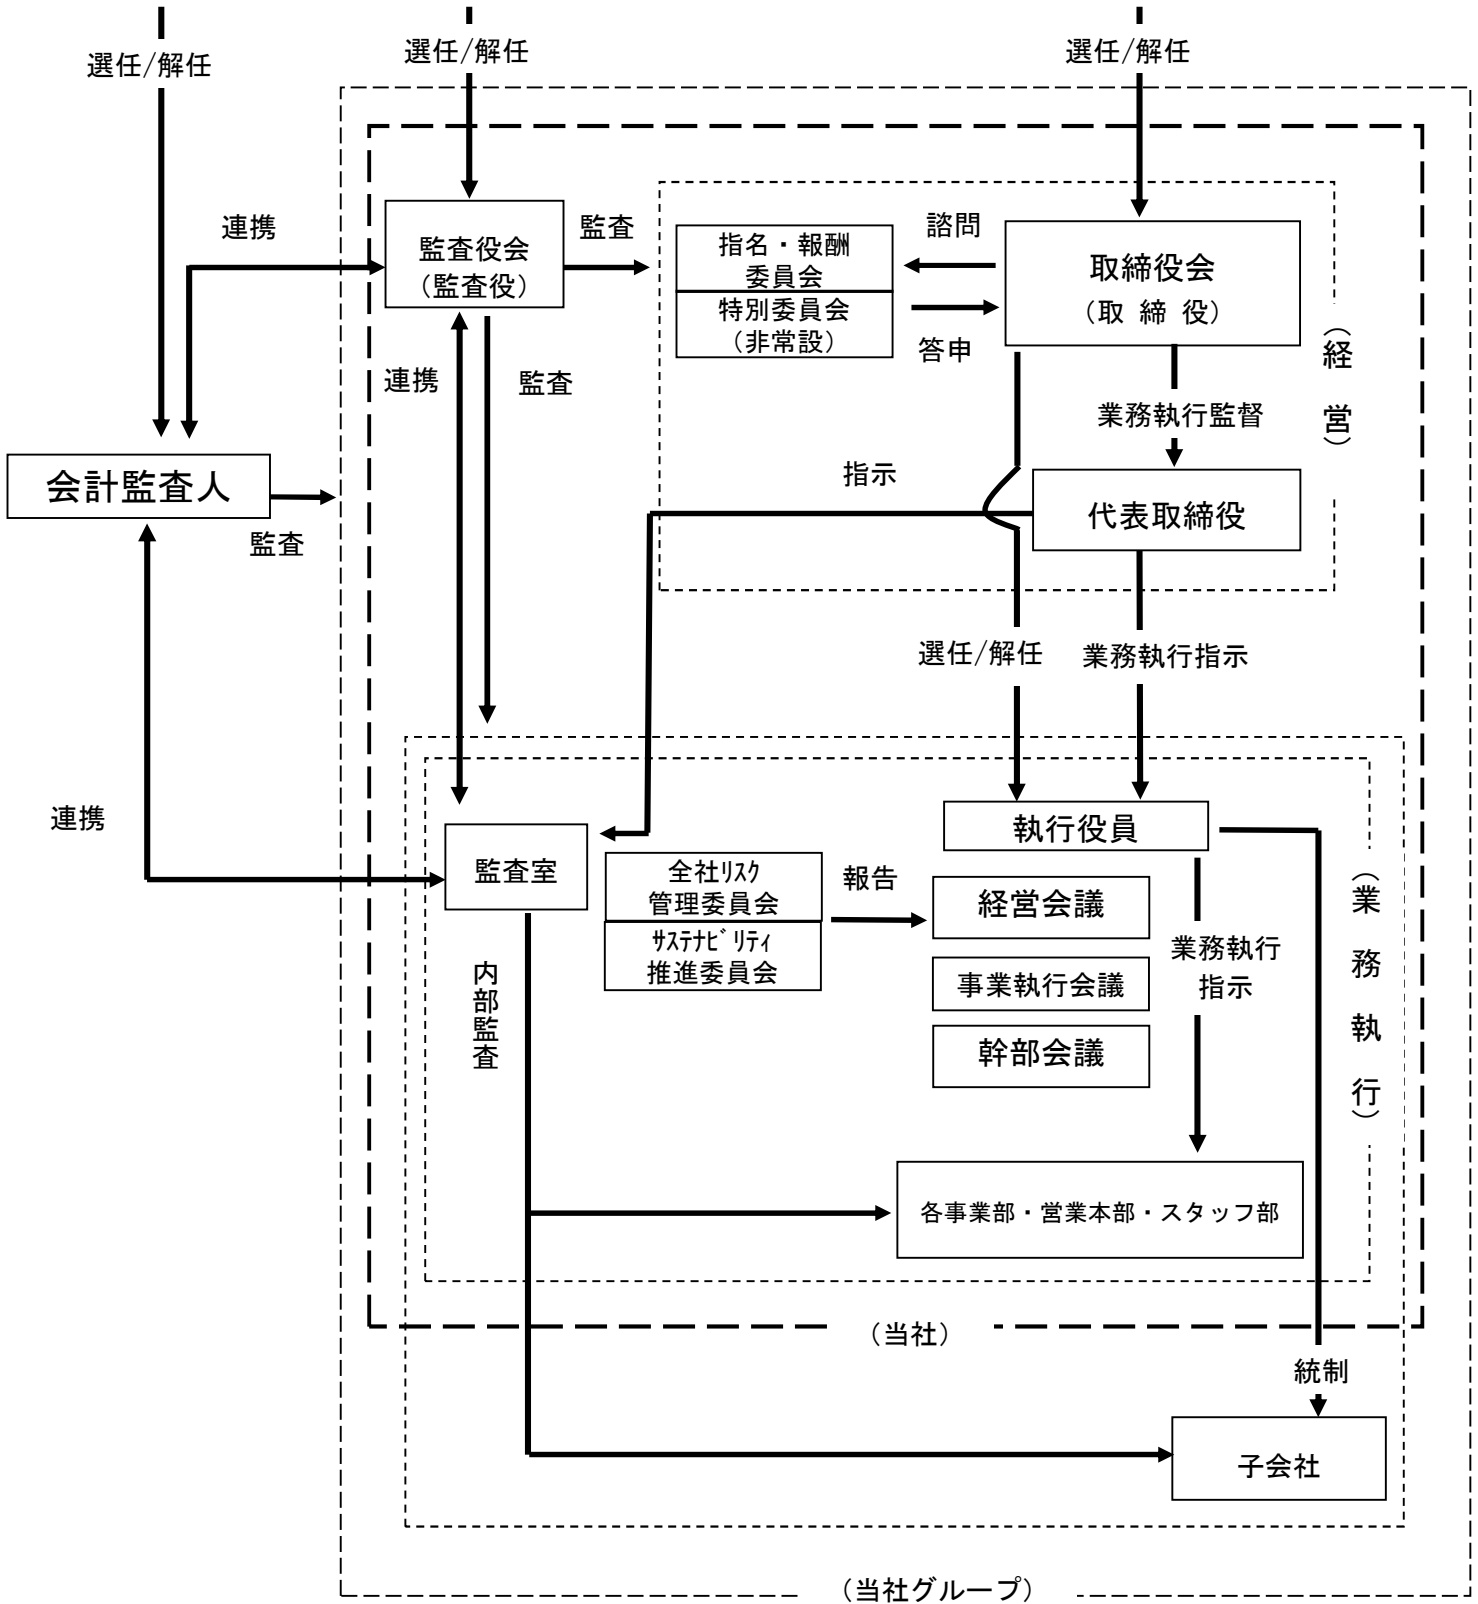 選任/解任
選任/解任
選任/解任
連携
監査役会
（監査役）
監査
指名・報酬
委員会
特別委員会
（非常設）
諮問
答申
取締役会
（取 締 役）
（経 営）
連携
監査
業務執行監督
会計監査人
監査
指示
代表取締役
選任/解任
業務執行指示
連携
執行役員
監査室
全社ﾘｽｸ
管理委員会
ｻｽﾃﾅﾋﾞﾘﾃｨ
推進委員会
報告
経営会議
事業執行会議
幹部会議
業務執行
指示
（業 務 執 行）
内部監査
各事業部・営業本部・スタッフ部
（当社）
統制
子会社
（当社グループ）